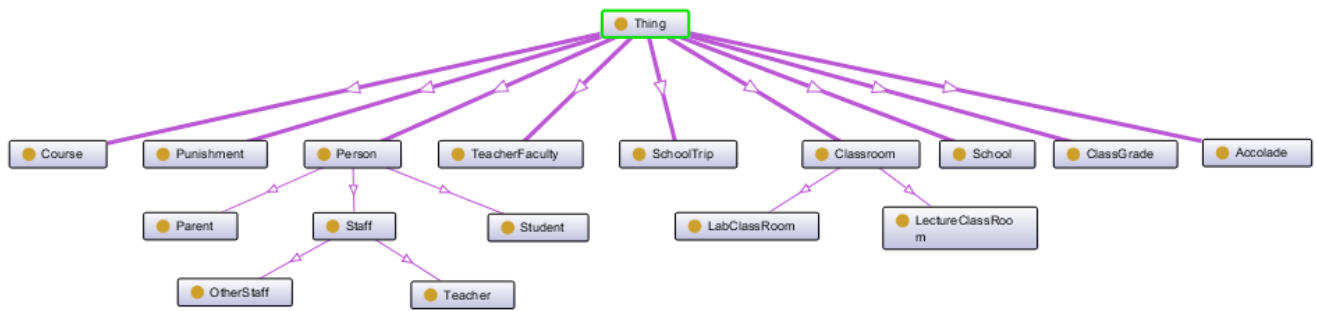 Thing
Course
Punishment
Person
TeacherFaculty
SchoolTrip
Classroom
School
ClassGrade
Accolade
Parent
Staff
Student
LabClassRoom
LectureClassRoo
m
OtherStaff
Teacher